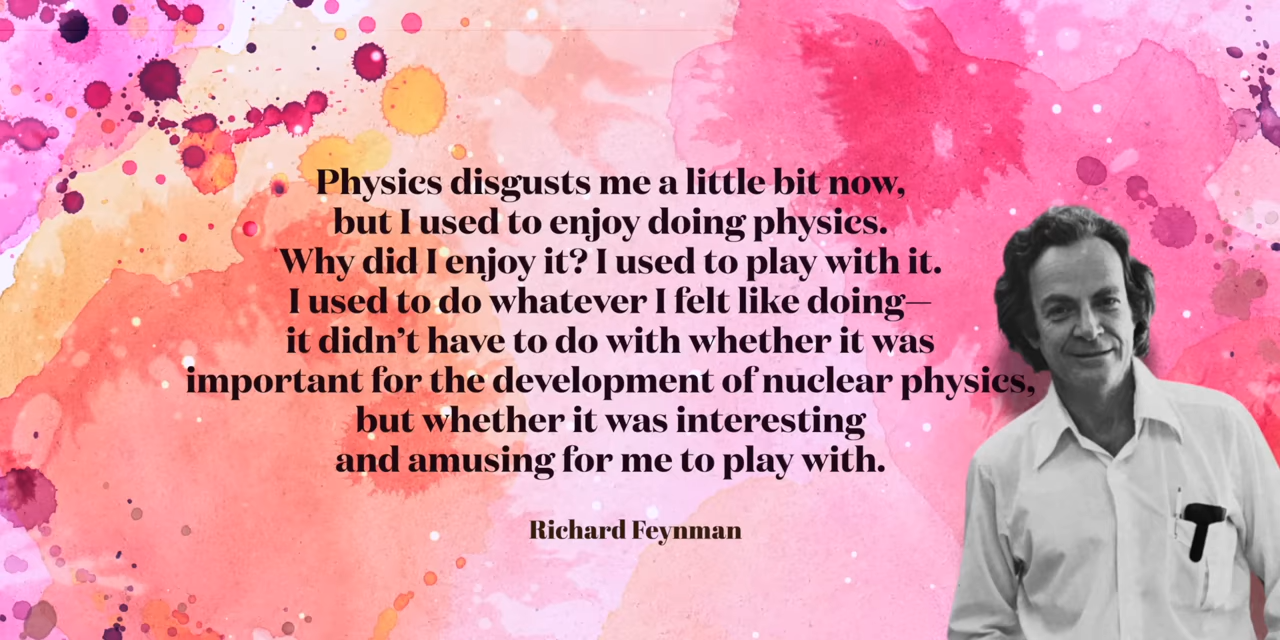 Physics disgusts me a little bit now,
but I used to enjoy doing physics.
Why did I enjoy it? I used to play with it.
I used to do whatever I felt like doing—
it didn’t have to do with whether it was
important for the development of nuclear physics,
but whether it was interesting
and amusing for me to play with.
Richard Feynman